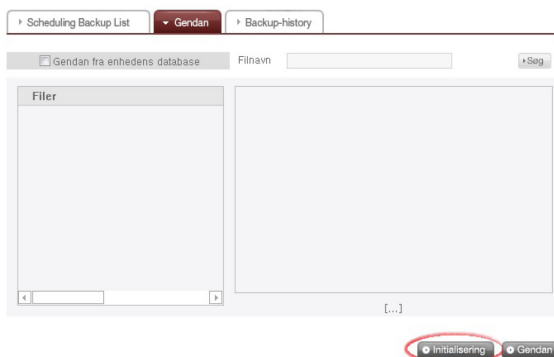 Scheduling Backup List Gendan Backup-history
Gendan fra enhedens database Filnavn Søg
Filer
[...]
Initialisering Gendan